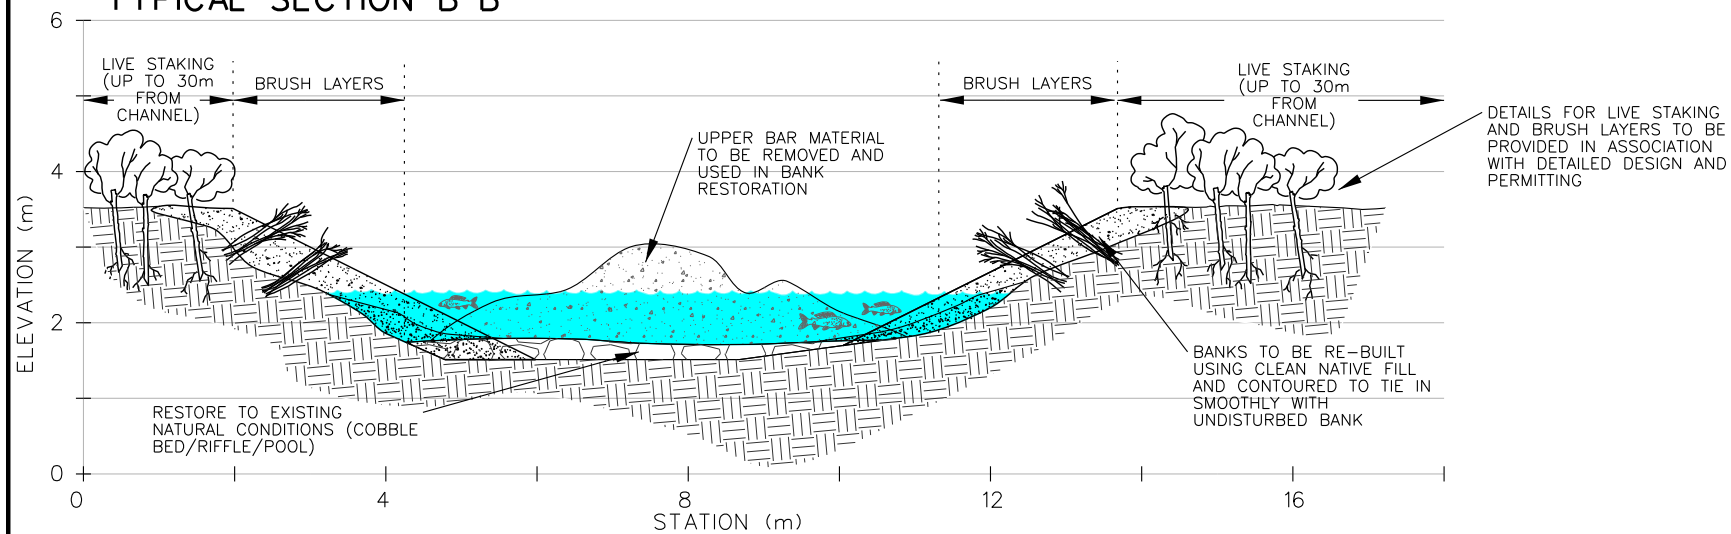 TYPICAL SECTION B-B
6
LIVE STAKING
(UP TO 30m
FROM
CHANNEL)
BRUSH LAYERS
BRUSH LAYERS
LIVE STAKING
(UP TO 30m
FROM
CHANNEL)
UPPER BAR MATERIAL
TO BE REMOVED AND
USED IN BANK
RESTORATION
DETAILS FOR LIVE STAKING
AND BRUSH LAYERS TO BE
PROVIDED IN ASSOCIATION
WITH DETAILED DESIGN AND
PERMITTING
4
ELEVATION (m)
2
RESTORE TO EXISTING
NATURAL CONDITIONS (COBBLE
BED/RIFFLE/POOL)
BANKS TO BE RE-BUILT
USING CLEAN NATIVE FILL
AND CONTOURED TO TIE IN
SMOOTHLY WITH
UNDISTURBED BANK
0
0 4 8 12 16
STATION (m)